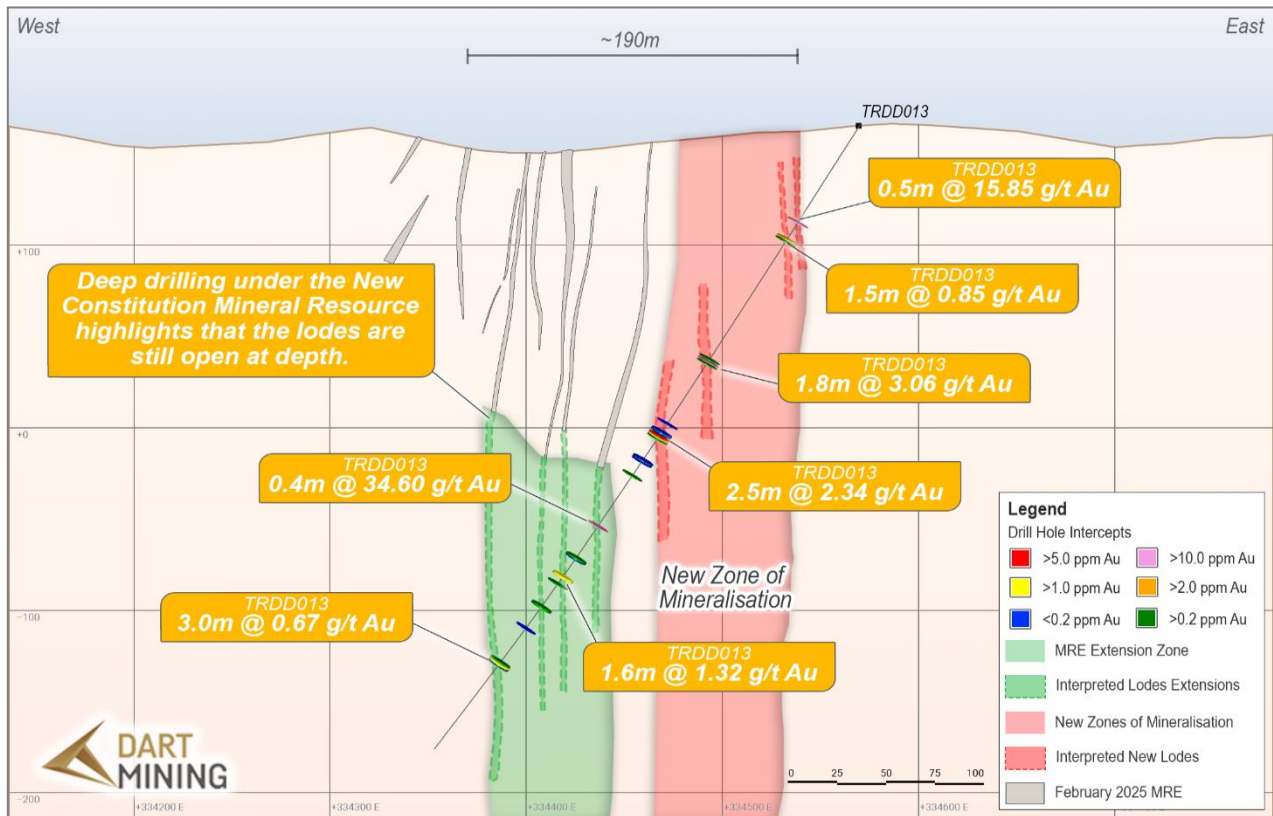 West
East
~190m
TRDD013
TRDD013
0.5m @ 15.85 g/t Au
+100
Deep drilling under the New
Constitution Mineral Resource
highlights that the lodes are
still open at depth.
TRDD013
1.5m @ 0.85 g/t Au
TRDD013
1.8m @ 3.06 g/t Au
+0
TRDD013
0.4m @ 34.60 g/t Au
TRDD013
2.5m @ 2.34 g/t Au
New Zone of
Mineralisation
-100
TRDD013
3.0m @ 0.67 g/t Au
TRDD013
1.6m @ 1.32 g/t Au
Legend
Drill Hole Intercepts
>5.0 ppm Au
>10.0 ppm Au
>1.0 ppm Au
>2.0 ppm Au
<0.2 ppm Au
>0.2 ppm Au
MRE Extension Zone
Interpreted Lodes Extensions
New Zones of Mineralisation
Interpreted New Lodes
February 2025 MRE
DART
MINING
0 25 50 75 100
-200
+334200 E
+334300 E
+334400 E
+334500 E
+334600 E